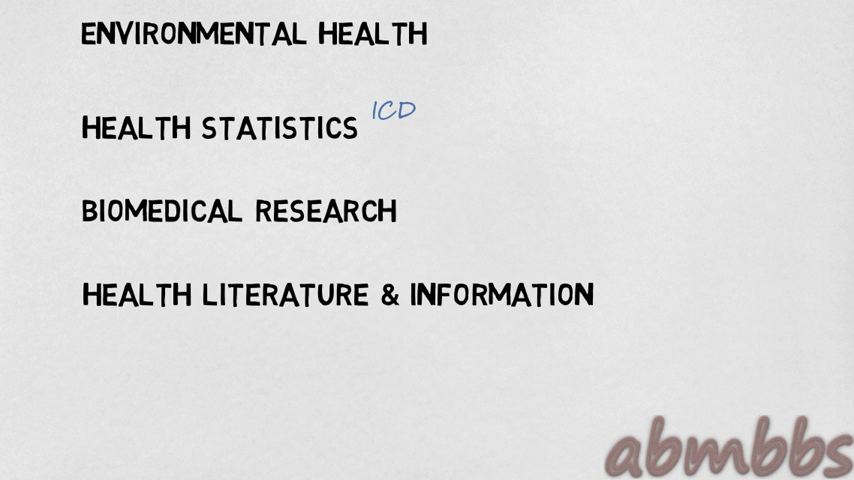 ENVIRONMENTAL HEALTH
HEALTH STATISTICS ICD
BIOMEDICAL RESEARCH
HEALTH LITERATURE & INFORMATION
abmbbs